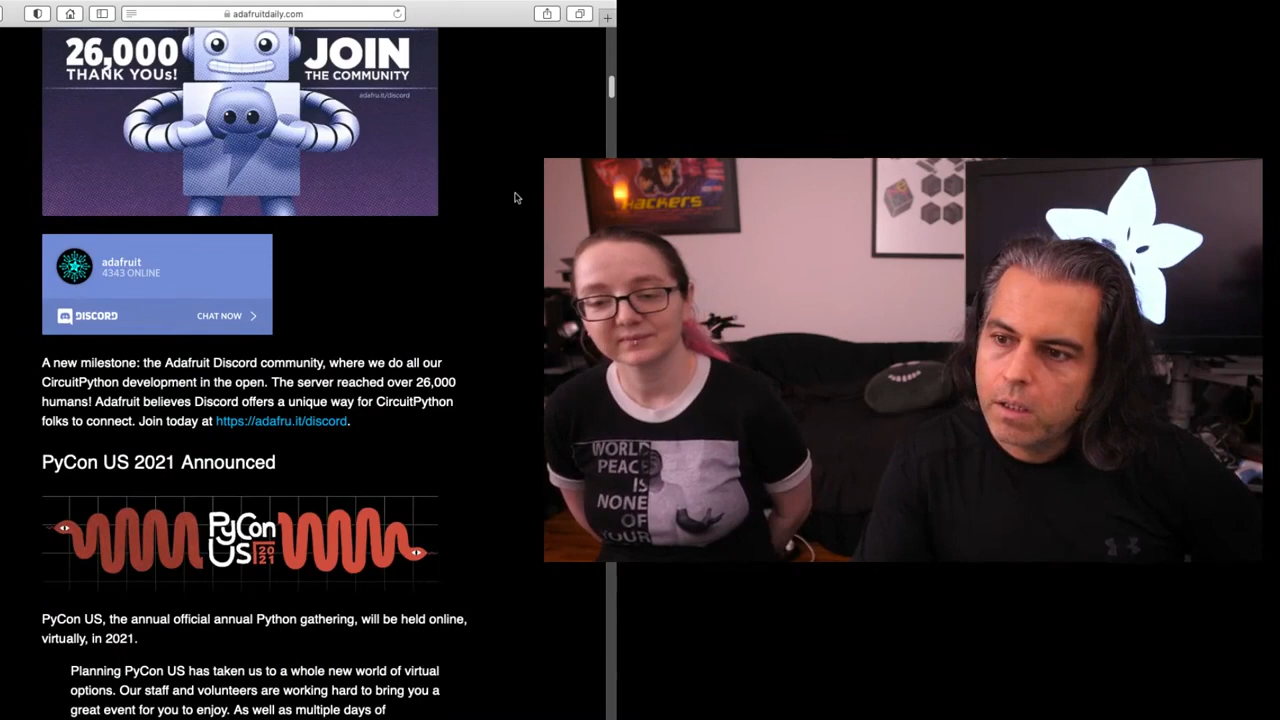 adafruitdaily.com
26,000
THANK YOUs!
JOIN
THE COMMUNITY
adafru.it/discord
adafruit
4343 ONLINE
DISCORD
CHAT NOW
A new milestone: the Adafruit Discord community, where we do all our
CircuitPython development in the open. The server reached over 26,000
humans! Adafruit believes Discord offers a unique way for CircuitPython
folks to connect. Join today at https://adafru.it/discord.
PyCon US 2021 Announced
PyCon
US 20
21
PyCon US, the annual official annual Python gathering, will be held online,
virtually, in 2021.
Planning PyCon US has taken us to a whole new world of virtual
options. Our staff and volunteers are working hard to bring you a
great event for you to enjoy. As well as multiple days of
HACKERS
WORLD
PEACE
IS
NONE
OF
YOUR